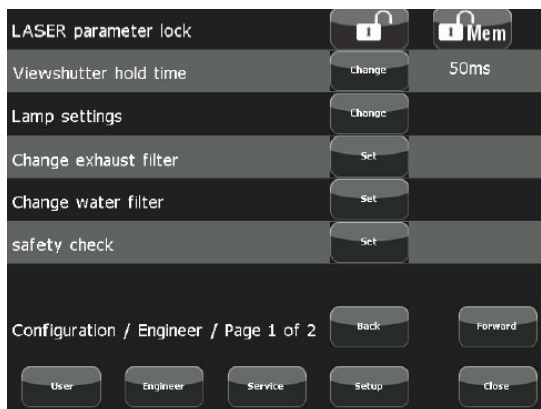 LASER parameter lock Mem
Viewshutter hold time Change 50ms
Lamp settings Change
Change exhaust filter Set
Change water filter Set
safety check Set
Configuration / Engineer / Page 1 of 2 Back Forward
User Engineer Service Setup Close